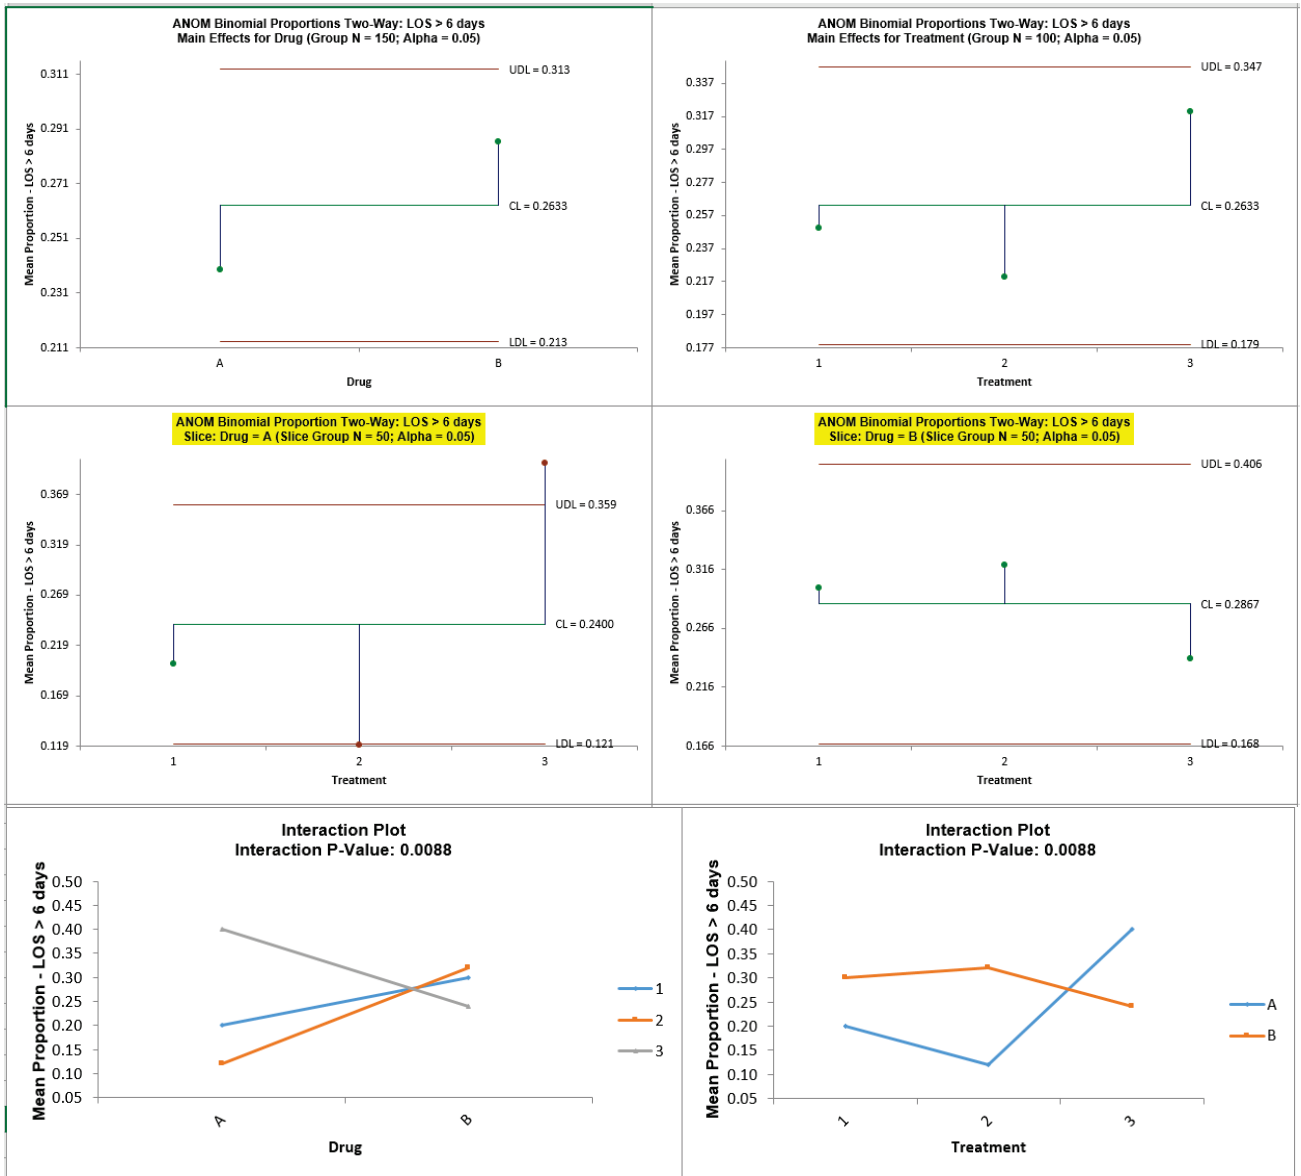 ANOM Binomial Proportions Two-Way: LOS > 6 days
Main Effects for Drug (Group N = 150; Alpha = 0.05)
Mean Proportion - LOS > 6 days
0.311
0.291
0.271
0.251
0.231
0.211
UDL = 0.313
CL = 0.2633
LDL = 0.213
A
B
Drug
ANOM Binomial Proportions Two-Way: LOS > 6 days
Main Effects for Treatment (Group N = 100; Alpha = 0.05)
Mean Proportion - LOS > 6 days
0.337
0.317
0.297
0.277
0.257
0.237
0.217
0.197
0.177
UDL = 0.347
CL = 0.2633
LDL = 0.179
1
2
3
Treatment
ANOM Binomial Proportion Two-Way: LOS > 6 days
Slice: Drug = A (Slice Group N = 50; Alpha = 0.05)
Mean Proportion - LOS > 6 days
0.369
0.319
0.269
0.219
0.169
0.119
UDL = 0.359
CL = 0.2400
LDL = 0.121
1
2
3
Treatment
ANOM Binomial Proportions Two-Way: LOS > 6 days
Slice: Drug = B (Slice Group N = 50; Alpha = 0.05)
Mean Proportion - LOS > 6 days
0.366
0.316
0.266
0.216
0.166
UDL = 0.406
CL = 0.2867
LDL = 0.168
1
2
3
Treatment
Interaction Plot
Interaction P-Value: 0.0088
Mean Proportion - LOS > 6 days
0.50
0.45
0.40
0.35
0.30
0.25
0.20
0.15
0.10
0.05
A
B
Drug
1
2
3
Interaction Plot
Interaction P-Value: 0.0088
Mean Proportion - LOS > 6 days
0.50
0.45
0.40
0.35
0.30
0.25
0.20
0.15
0.10
0.05
1
2
3
Treatment
A
B